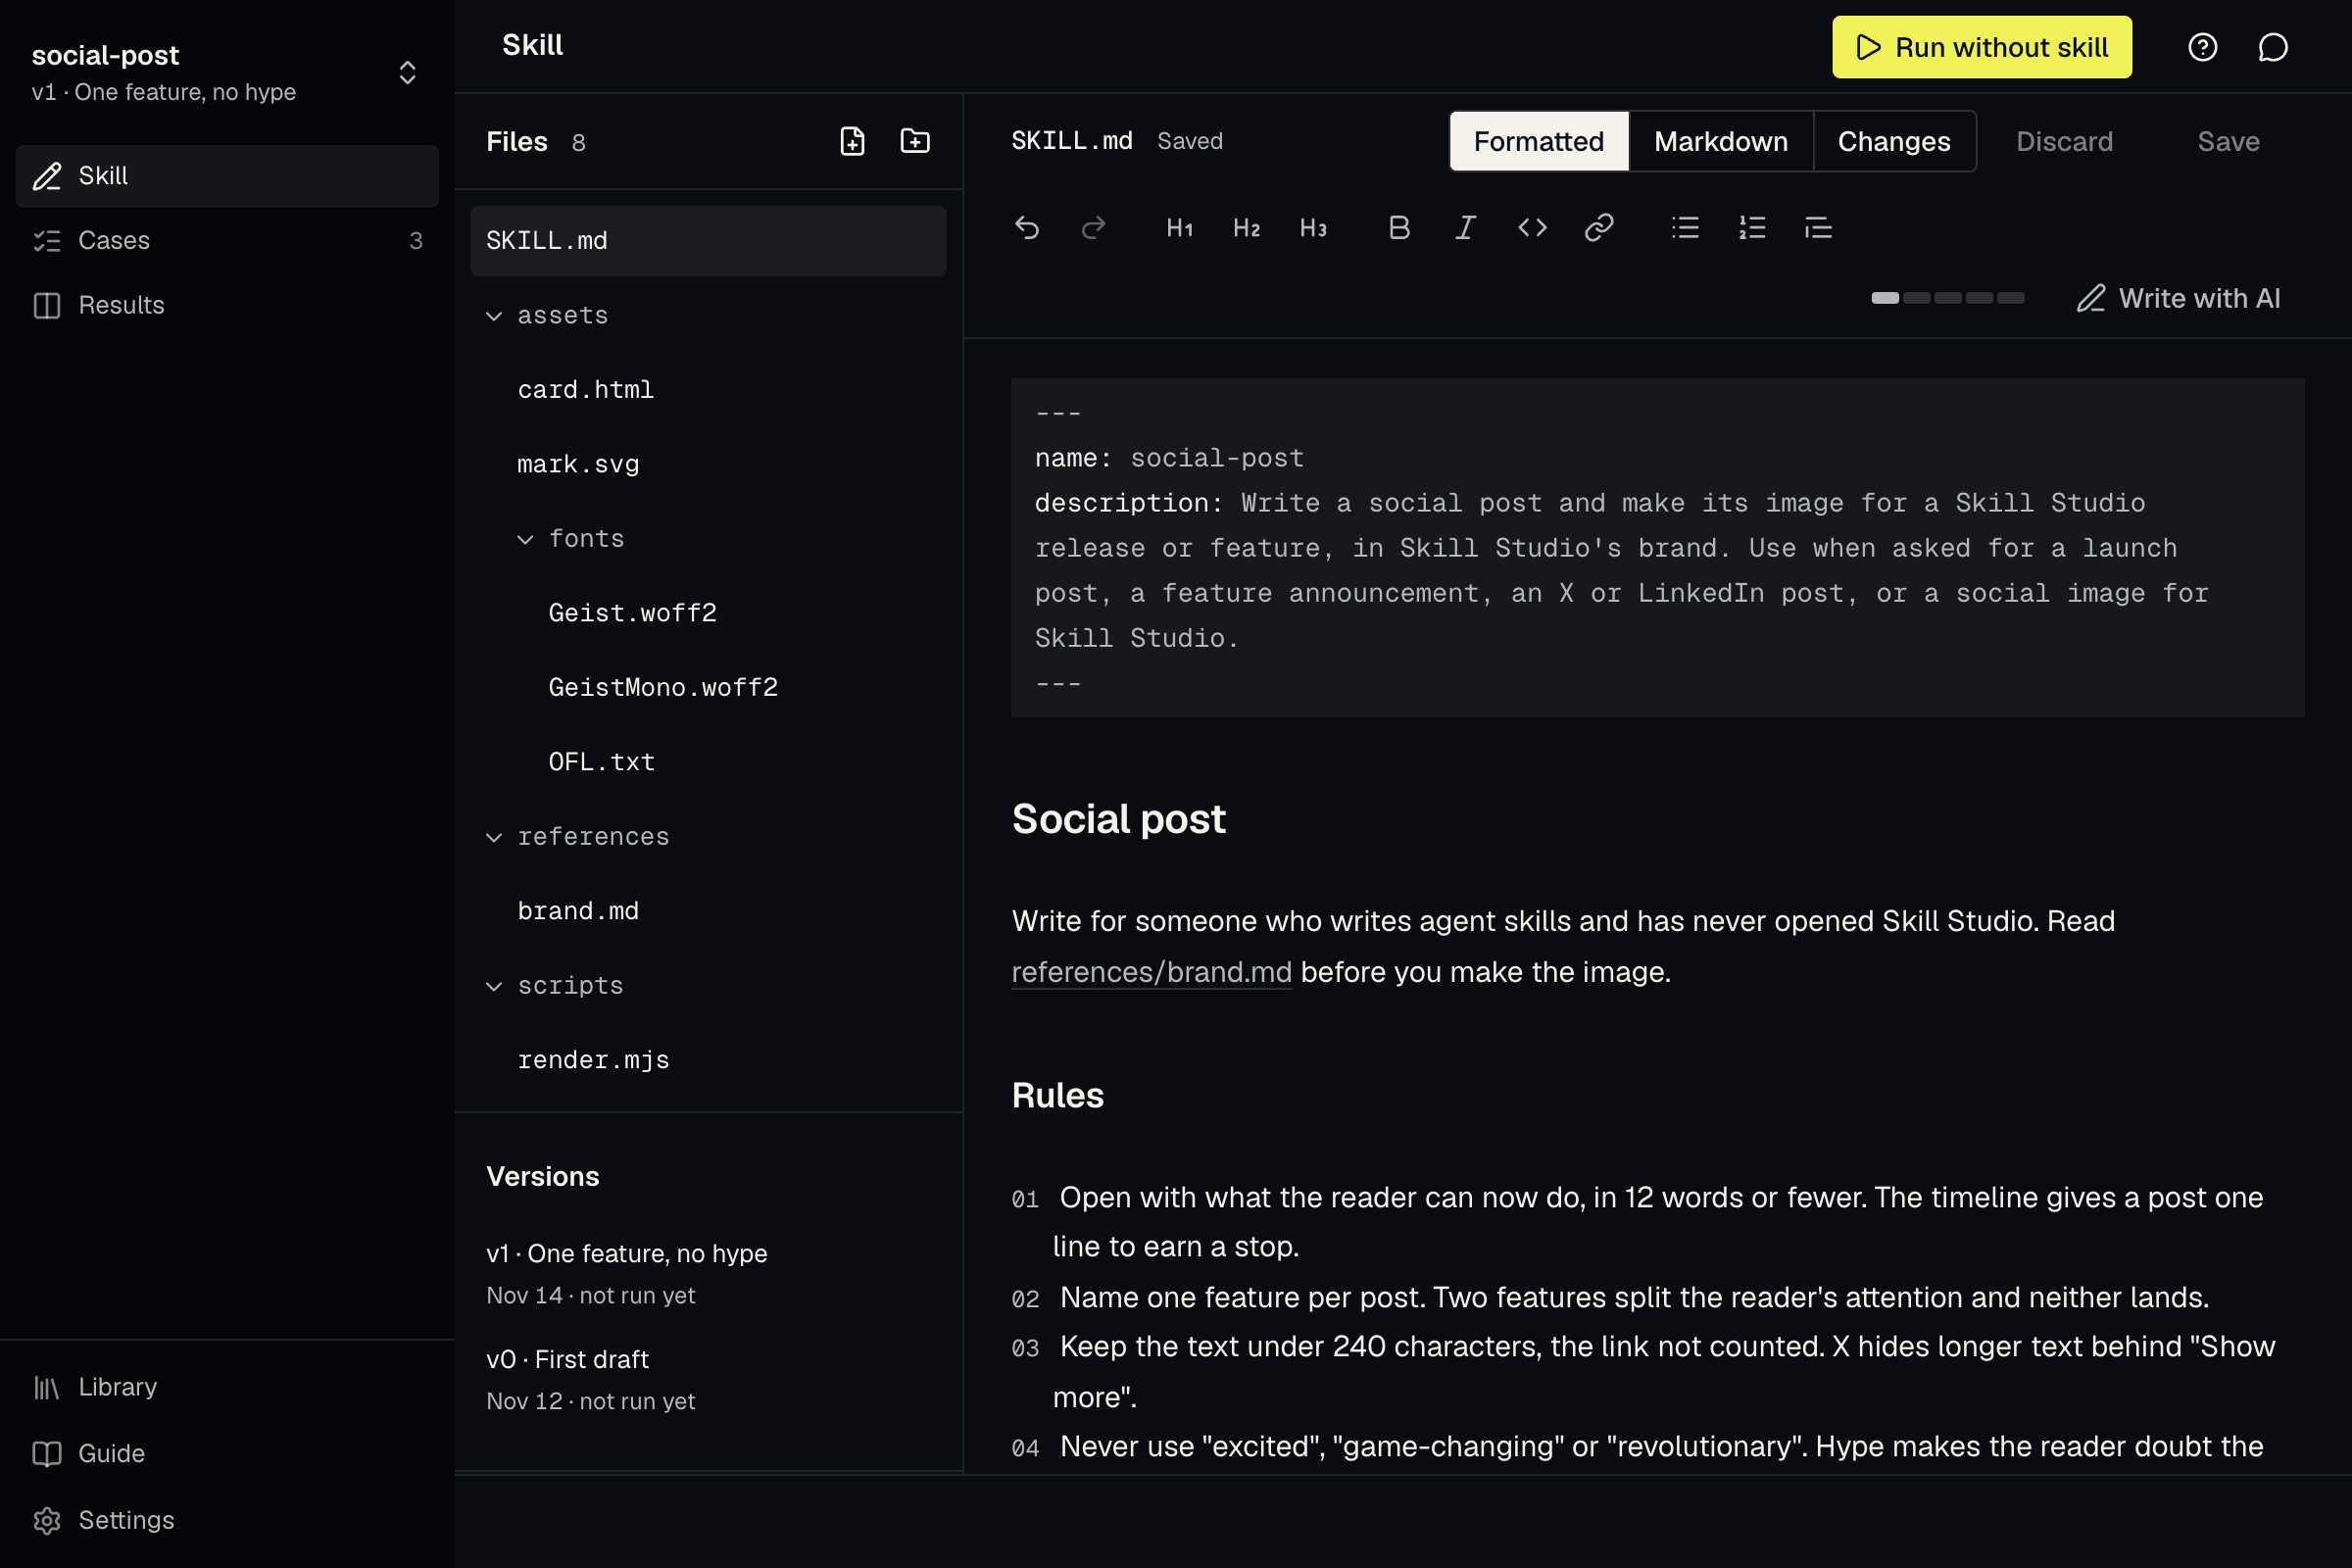 social-post
v1 · One feature, no hype
Skill
Cases 3
Results
Library
Guide
Settings
Skill
Run without skill
Files 8
SKILL.md
assets
card.html
mark.svg
fonts
Geist.woff2
GeistMono.woff2
OFL.txt
references
brand.md
scripts
render.mjs
Versions
v1 · One feature, no hype
Nov 14 · not run yet
v0 · First draft
Nov 12 · not run yet
SKILL.md Saved
Formatted Markdown Changes Discard Save
H1 H2 H3 B I
Write with AI
---
name: social-post
description: Write a social post and make its image for a Skill Studio
release or feature, in Skill Studio's brand. Use when asked for a launch
post, a feature announcement, an X or LinkedIn post, or a social image for
Skill Studio.
---
Social post
Write for someone who writes agent skills and has never opened Skill Studio. Read
references/brand.md before you make the image.
Rules
01 Open with what the reader can now do, in 12 words or fewer. The timeline gives a post one
line to earn a stop.
02 Name one feature per post. Two features split the reader's attention and neither lands.
03 Keep the text under 240 characters, the link not counted. X hides longer text behind "Show
more".
04 Never use "excited", "game-changing" or "revolutionary". Hype makes the reader doubt the